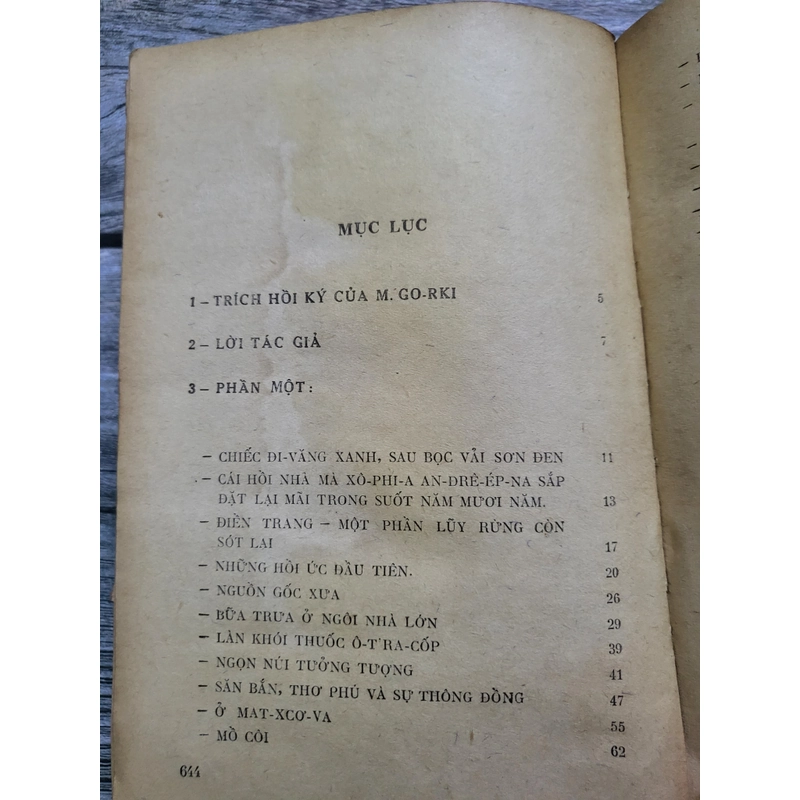 MỤC LỤC
1 – TRÍCH HỒI KÝ CỦA M. GO-RKI 5
2 – LỜI TÁC GIẢ 7
3 – PHẦN MỘT:
– CHIẾC ĐI-VĂNG XANH, SAU BỌC VẢI SƠN ĐEN 11
– CÁI HỒI NHÀ MÀ XÔ-PHI-A AN-DRÊ-ÉP-NA SẮP
ĐẶT LẠI MÃI TRONG SUỐT NĂM MƯƠI NĂM. 13
– ĐIỀN TRANG – MỘT PHẦN LŨY RỪNG CÒN
SÓT LAI 17
– NHỮNG HỒI ỨC ĐẦU TIÊN. 20
– NGUỒN GỐC XƯA 26
– BỮA TRƯA Ở NGÔI NHÀ LỚN 29
– LÀN KHÓI THUỐC Ô-T'RA-CỐP 39
– NGỌN NÚI TƯỞNG TƯỢNG 41
– SĂN BẮN, THƠ PHÚ VÀ SỰ THÔNG ĐỒNG 47
– Ở MAT-XCƠ-VA 55
– MỒ CÔI 62
644